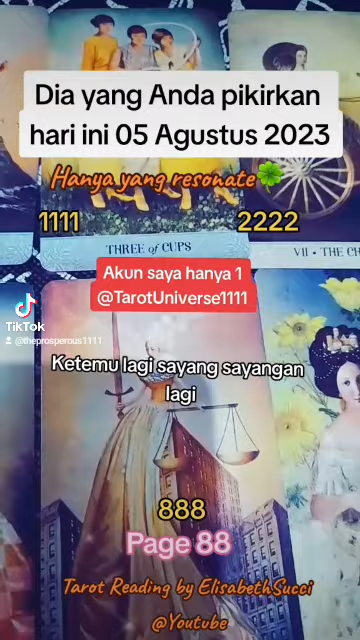 Dia yang Anda pikirkan
hari ini 05 Agustus 2023
Hanya yang resonate🍀
1111
2222
THREE of CUPS
VII • THE CH
Akun saya hanya 1
@TarotUniverse1111
TikTok
@theprosperous1111
Ketemu lagi sayang sayangan
lagi
888
Page 88
Tarot Reading by ElisabethSucci
@Youtube